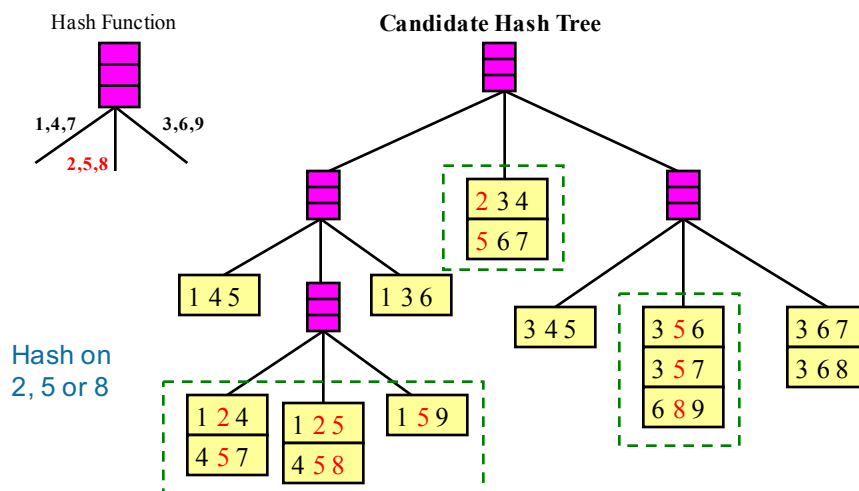 Hash Function
Candidate Hash Tree
1,4,7
3,6,9
2,5,8
2 3 4
5 6 7
1 4 5
1 3 6
3 4 5
3 5 6
3 5 7
6 8 9
3 6 7
3 6 8
Hash on
2, 5 or 8
1 2 4
4 5 7
1 2 5
4 5 8
1 5 9